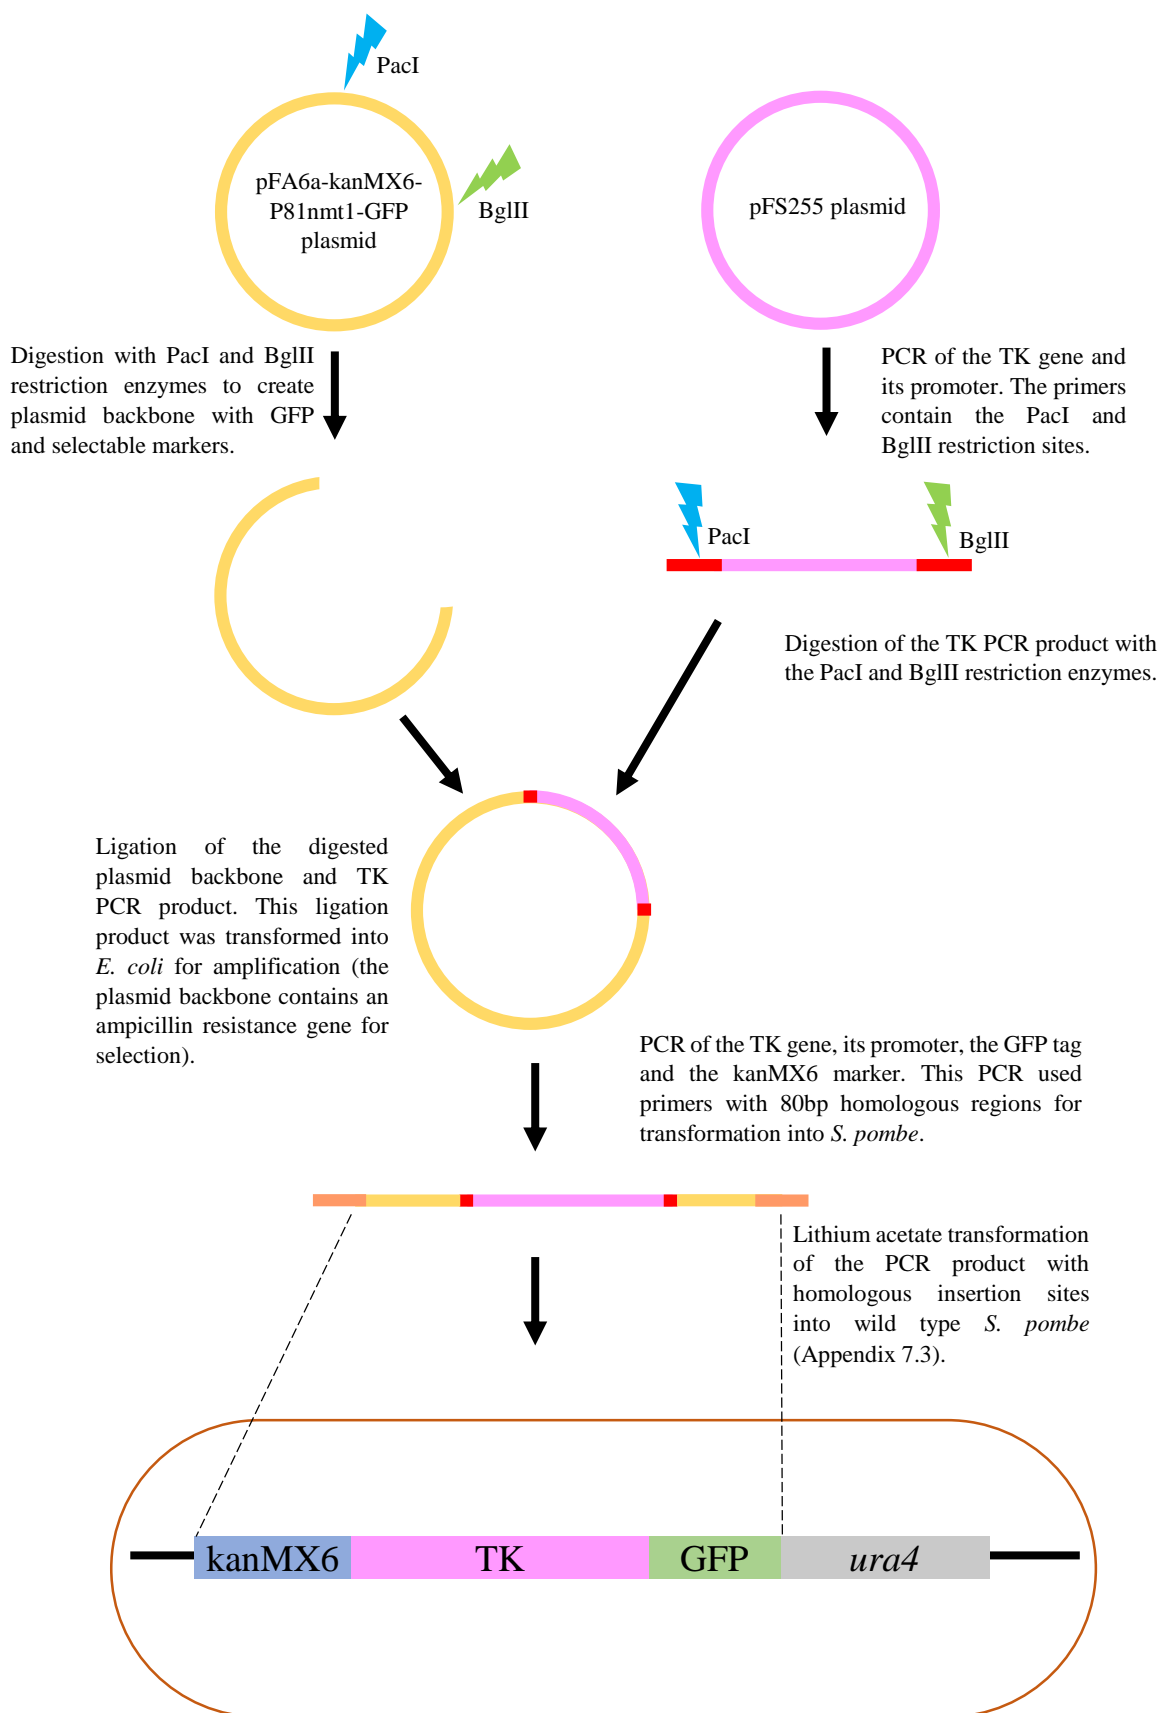 PacI
pFA6a-kanMX6-
P81nmt1-GFP
plasmid
BglII
pFS255 plasmid
Digestion with PacI and BglII
restriction enzymes to create
plasmid backbone with GFP
and selectable markers.
PCR of the TK gene and
its promoter. The primers
contain the PacI and
BglII restriction sites.
PacI
BglII
Digestion of the TK PCR product with
the PacI and BglII restriction enzymes.
Ligation of the digested
plasmid backbone and TK
PCR product. This ligation
product was transformed into
E. coli for amplification (the
plasmid backbone contains an
ampicillin resistance gene for
selection).
PCR of the TK gene, its promoter, the GFP tag
and the kanMX6 marker. This PCR used
primers with 80bp homologous regions for
transformation into S. pombe.
Lithium acetate transformation
of the PCR product with
homologous insertion sites
into wild type S. pombe
(Appendix 7.3).
kanMX6 TK GFP ura4